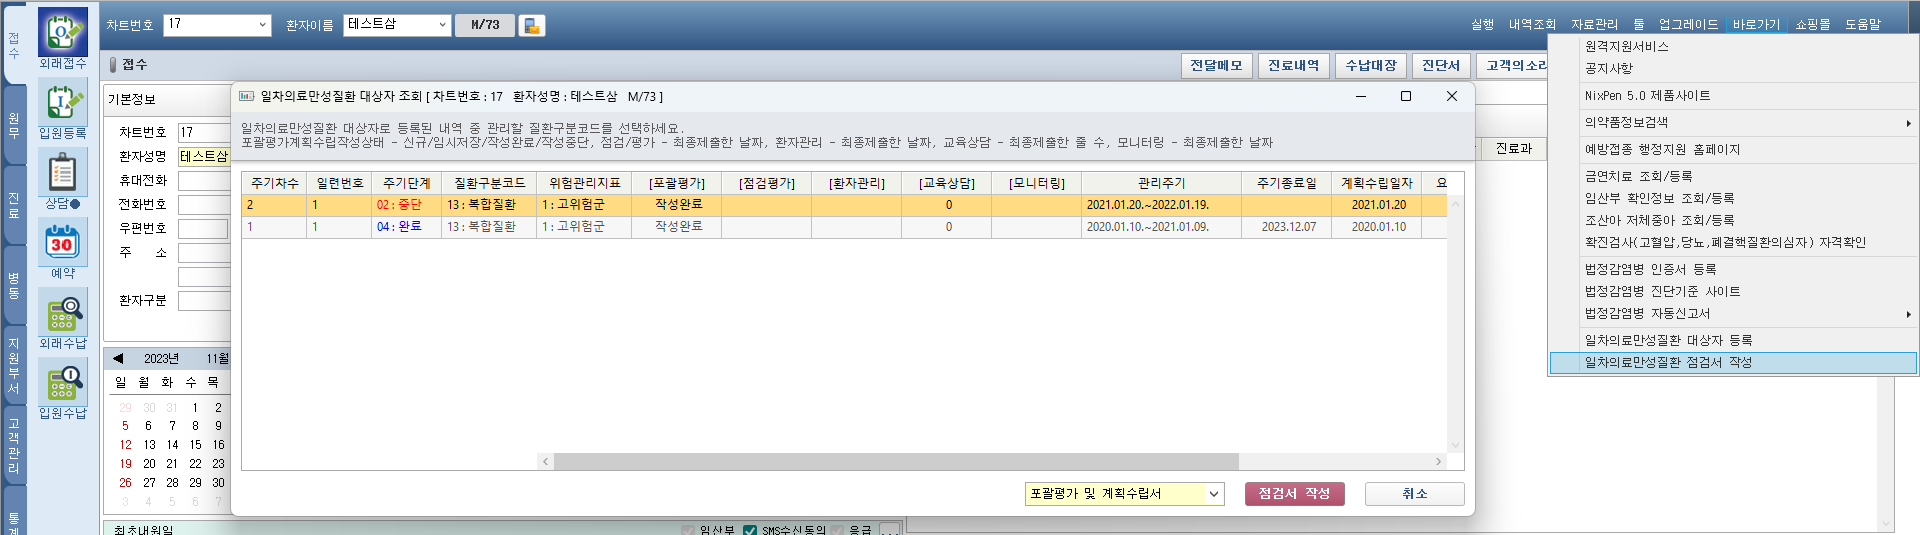 차트번호 17 환자이름 테스트삼 M/73
실행 내역조회 자료관리 툴 업그레이드 바로가기 쇼핑몰 도움말
접수
원무
진료
병동
지원부서
고객관리
통계
외래접수
입원등록
상담
30
예약
외래수납
입원수납
접수
전달메모 진료내역 수납대장 진단서 고객의소리
기본정보
차트번호 17
환자성명 테스트삼
휴대전화
전화번호
우편번호
주 소
환자구분
진료과
2023년 11월
일 월 화 수 목
29 30 31 1 2
5 6 7 8 9
12 13 14 15 16
19 20 21 22 23
26 27 28 29 30
3 4 5 6 7
최초내원일 임산부 SMS수신동의 응급 ...
일차의료만성질환 대상자 조회 [ 차트번호 : 17 환자성명 : 테스트삼 M/73 ]
일차의료만성질환 대상자로 등록된 내역 중 관리할 질환구분코드를 선택하세요.
포괄평가계획수립작성상태 - 신규/임시저장/작성완료/작성중단, 점검/평가 - 최종제출한 날짜, 환자관리 - 최종제출한 날짜, 교육상담 - 최종제출한 줄 수, 모니터링 - 최종제출한 날짜
주기차수 일련번호 주기단계 질환구분코드 위험관리지표 [포괄평가] [점검평가] [환자관리] [교육상담] [모니터링] 관리주기 주기종료일 계획수립일자 요
2 1 02 : 중단 13 : 복합질환 1 : 고위험군 작성완료 0 2021.01.20.~2022.01.19. 2021.01.20
1 1 04 : 완료 13 : 복합질환 1 : 고위험군 작성완료 0 2020.01.10.~2021.01.09. 2023.12.07 2020.01.10
포괄평가 및 계획수립서 점검서 작성 취소
원격지원서비스
공지사항
NixPen 5.0 제품사이트
의약품정보검색
예방접종 행정지원 홈페이지
금연치료 조회/등록
임산부 확인정보 조회/등록
조산아 저체중아 조회/등록
확진검사(고혈압,당뇨,폐결핵질환의심자) 자격확인
법정감염병 인증서 등록
법정감염병 진단기준 사이트
법정감염병 자동신고서
일차의료만성질환 대상자 등록
일차의료만성질환 점검서 작성